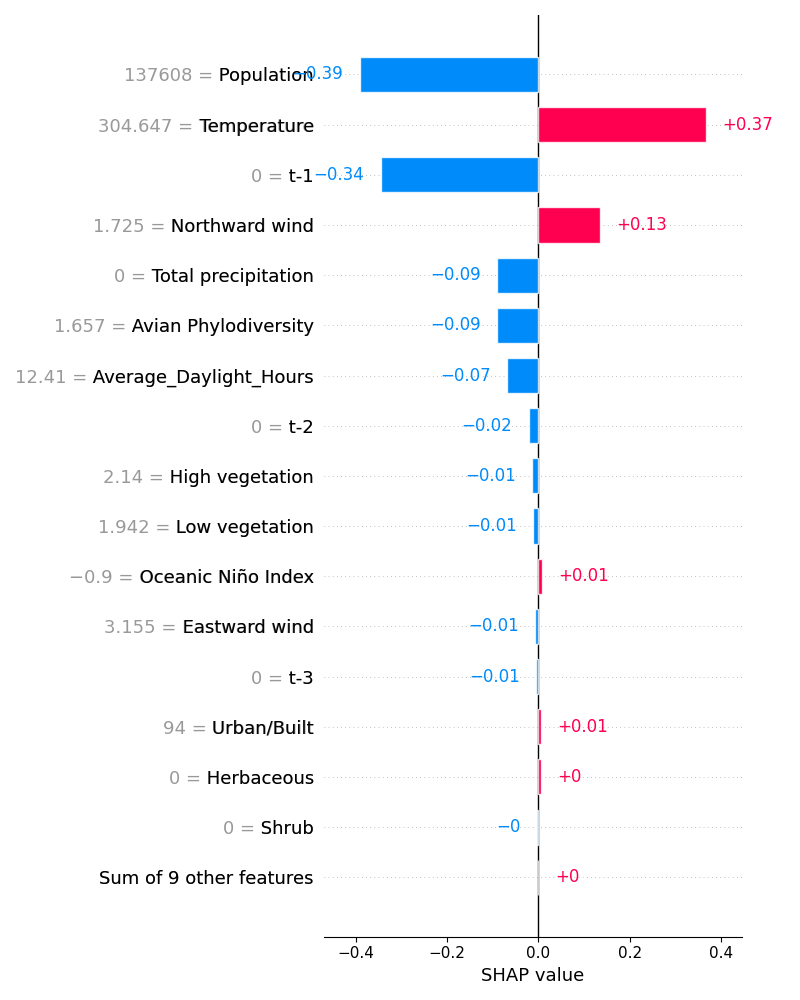 137608 = Population −0.39
304.647 = Temperature +0.37
0 = t-1 −0.34
1.725 = Northward wind +0.13
0 = Total precipitation −0.09
1.657 = Avian Phylodiversity −0.09
12.41 = Average_Daylight_Hours −0.07
0 = t-2 −0.02
2.14 = High vegetation −0.01
1.942 = Low vegetation −0.01
−0.9 = Oceanic Niño Index +0.01
3.155 = Eastward wind −0.01
0 = t-3 −0.01
94 = Urban/Built +0.01
0 = Herbaceous +0
0 = Shrub −0
Sum of 9 other features +0
−0.4 −0.2 0.0 0.2 0.4
SHAP value